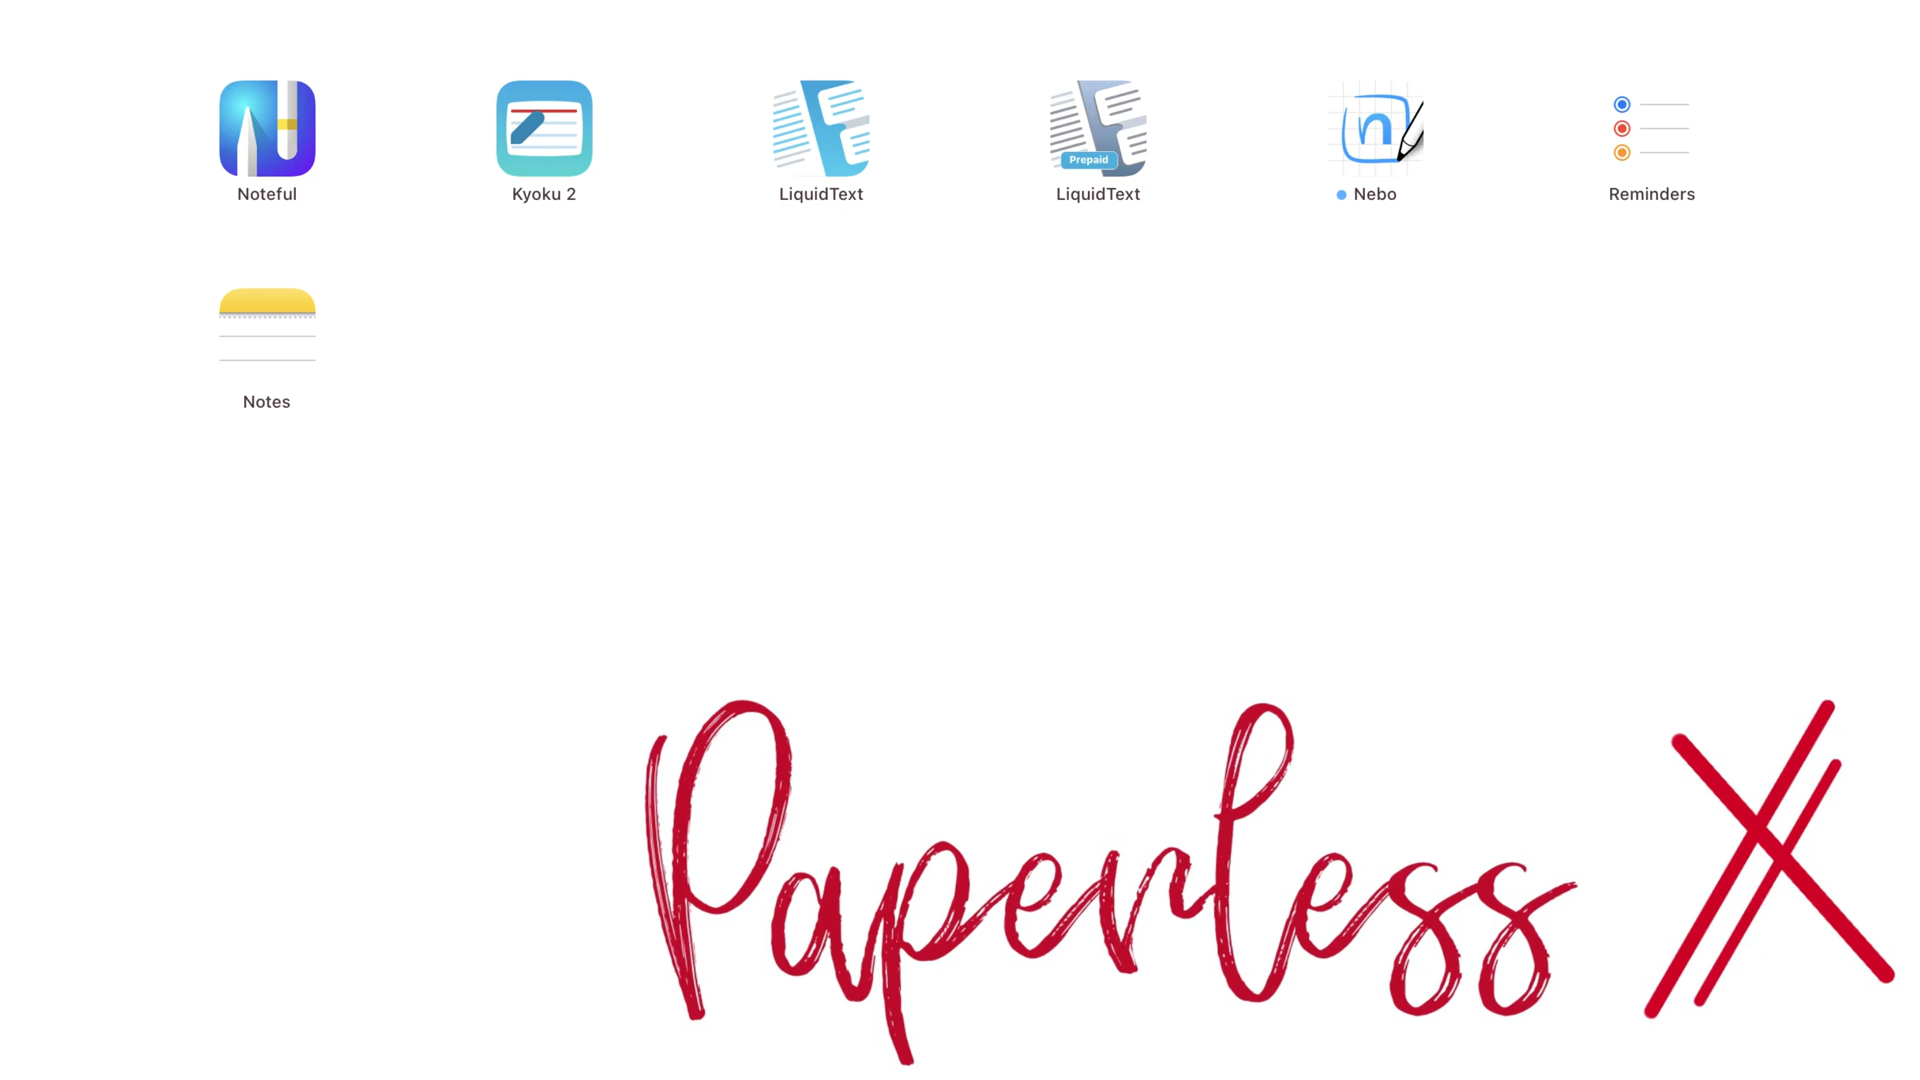 Noteful
Kyoku 2
LiquidText
Prepaid
LiquidText
n
Nebo
Reminders
Notes
Paperless X